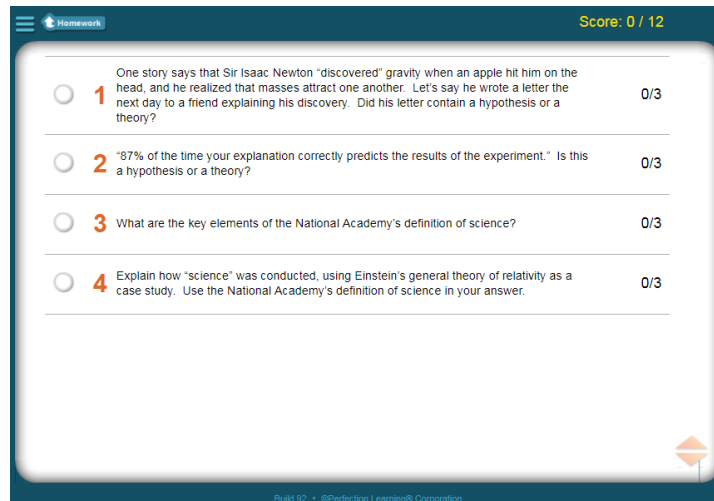 Homework
Score: 0 / 12
1
One story says that Sir Isaac Newton “discovered” gravity when an apple hit him on the
head, and he realized that masses attract one another. Let’s say he wrote a letter the
next day to a friend explaining his discovery. Did his letter contain a hypothesis or a
theory?
0/3
2
“87% of the time your explanation correctly predicts the results of the experiment.” Is this
a hypothesis or a theory?
0/3
3
What are the key elements of the National Academy’s definition of science?
0/3
4
Explain how “science” was conducted, using Einstein’s general theory of relativity as a
case study. Use the National Academy’s definition of science in your answer.
0/3
Build 92 • ©Perfection Learning® Corporation